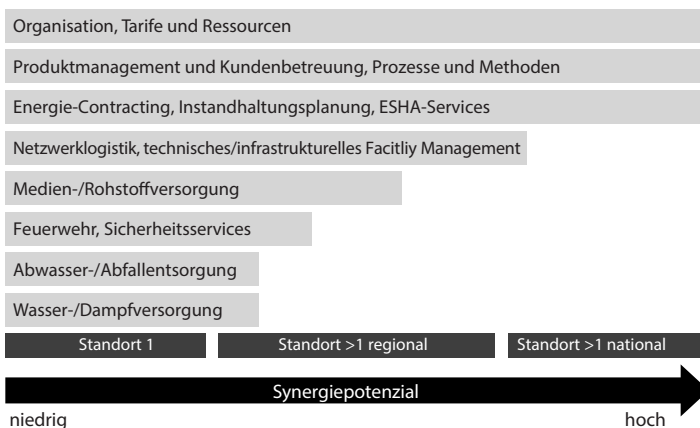 Organisation, Tarife und Ressourcen
Produktmanagement und Kundenbetreuung, Prozesse und Methoden
Energie-Contracting, Instandhaltungsplanung, ESHA-Services
Netzwerklogistik, technisches/infrastrukturelles Facitliy Management
Medien-/Rohstoffversorgung
Feuerwehr, Sicherheitsservices
Abwasser-/Abfallentsorgung
Wasser-/Dampfversorgung
Standort 1 Standort >1 regional Standort >1 national
Synergiepotenzial
niedrig hoch